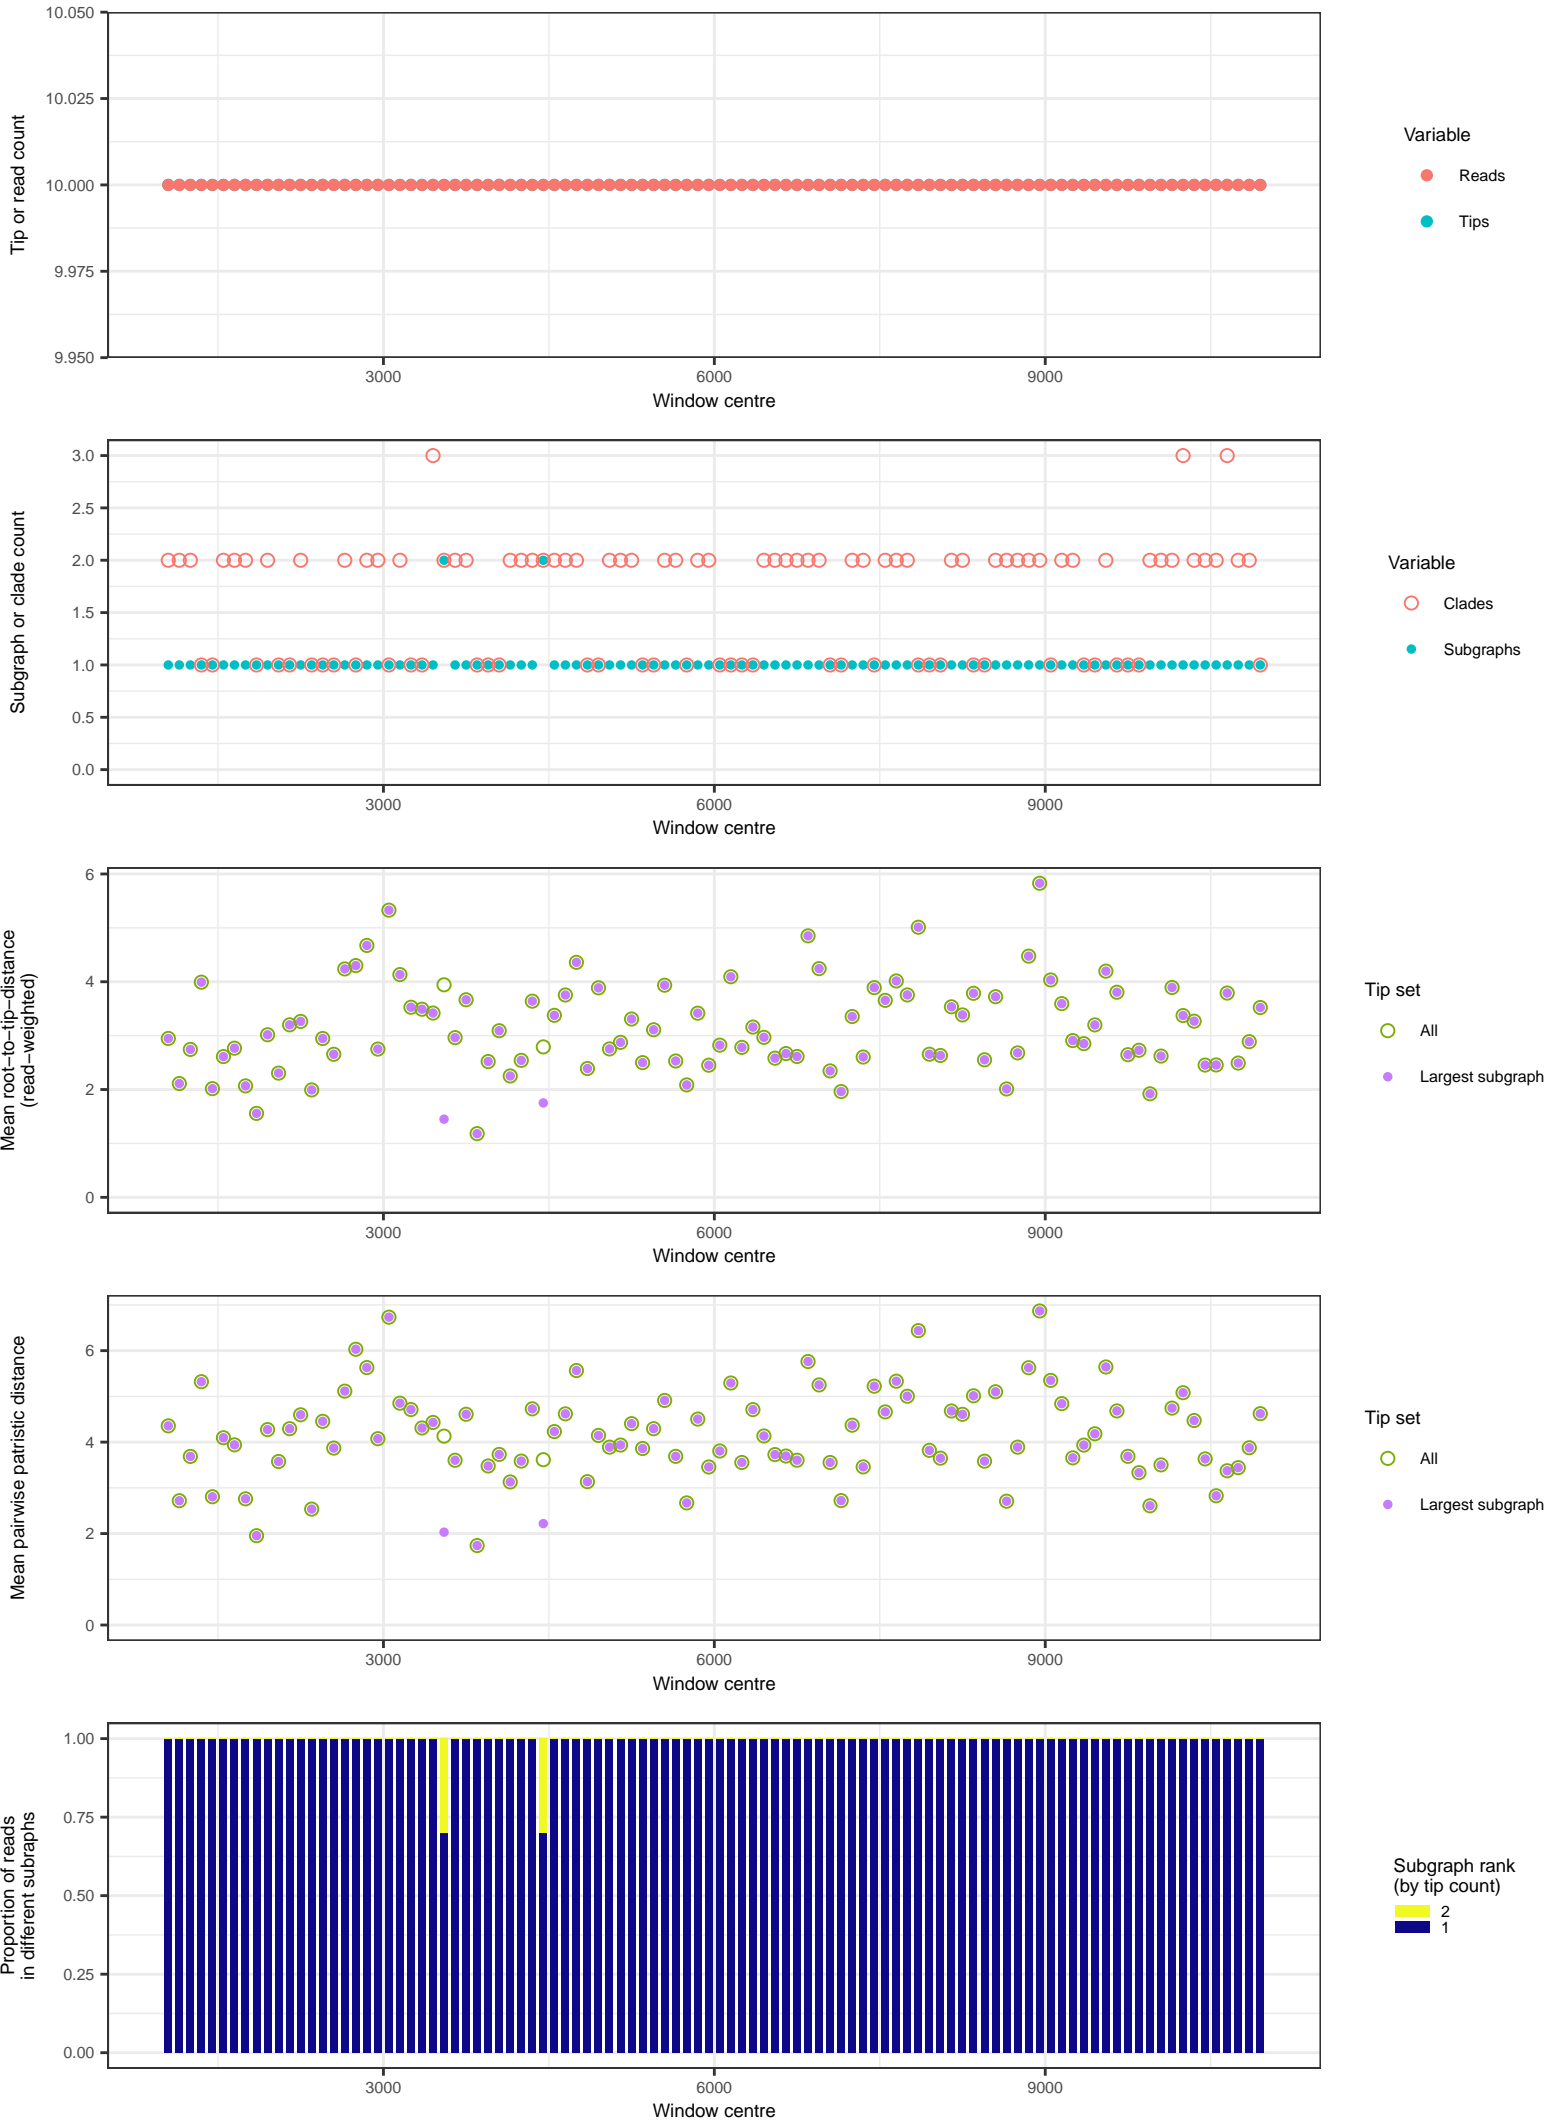 10.050
10.025
10.000
9.975
9.950
Tip or read count
3000
6000
9000
Window centre
Variable
Reads
Tips
3.0
2.5
2.0
1.5
1.0
0.5
0.0
Subgraph or clade count
3000
6000
9000
Window centre
Variable
Clades
Subgraphs
6
4
2
0
Mean root−to−tip−distance
(read−weighted)
3000
6000
9000
Window centre
Tip set
All
Largest subgraph
6
4
2
0
Mean pairwise patristic distance
3000
6000
9000
Window centre
Tip set
All
Largest subgraph
1.00
0.75
0.50
0.25
0.00
Proportion of reads
in different subraphs
3000
6000
9000
Window centre
Subgraph rank
(by tip count)
2
1